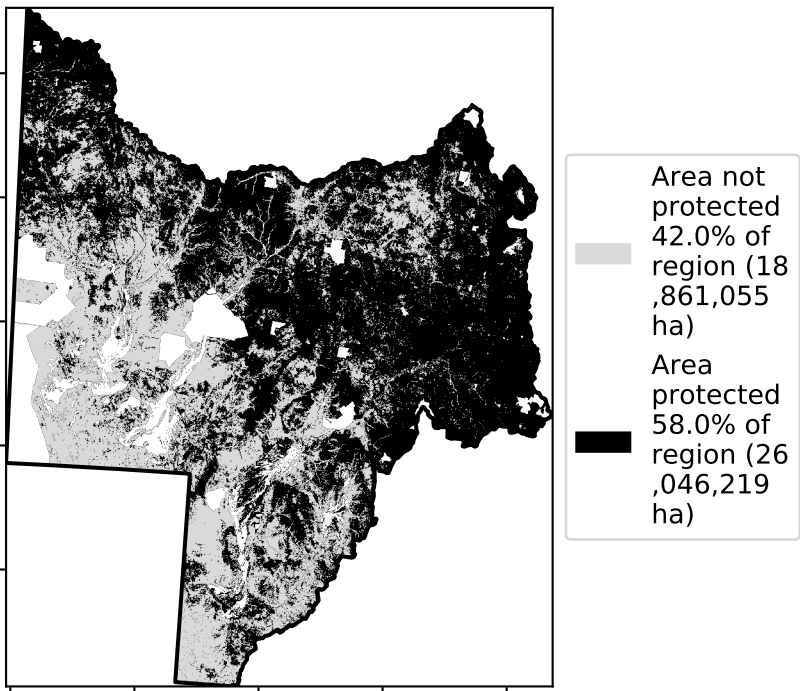 Area not
protected
42.0% of
region (18
,861,055
ha)
Area
protected
58.0% of
region (26
,046,219
ha)